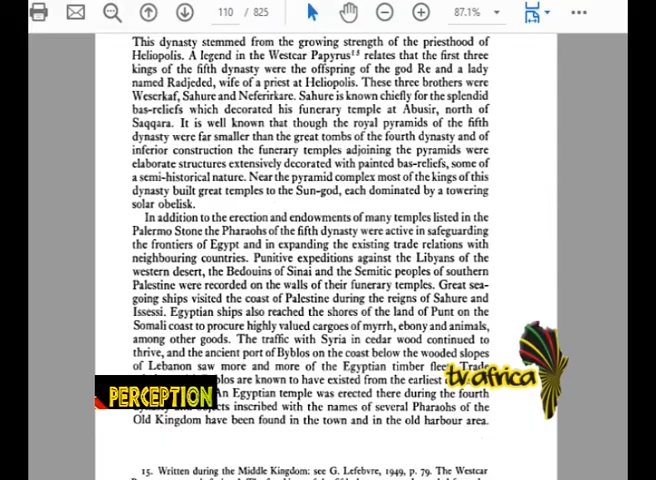 110 / 825
87.1%
This dynasty stemmed from the growing strength of the priesthood of
Heliopolis. A legend in the Westcar Papyrus¹⁵ relates that the first three
kings of the fifth dynasty were the offspring of the god Re and a lady
named Radjeded, wife of a priest at Heliopolis. These three brothers were
Weserkaf, Sahure and Neferirkare. Sahure is known chiefly for the splendid
bas-reliefs which decorated his funerary temple at Abusir, north of
Saqqara. It is well known that though the royal pyramids of the fifth
dynasty were far smaller than the great tombs of the fourth dynasty and of
inferior construction the funerary temples adjoining the pyramids were
elaborate structures extensively decorated with painted bas-reliefs, some of
a semi-historical nature. Near the pyramid complex most of the kings of this
dynasty built great temples to the Sun-god, each dominated by a towering
solar obelisk.
In addition to the erection and endowments of many temples listed in the
Palermo Stone the Pharaohs of the fifth dynasty were active in safeguarding
the frontiers of Egypt and in expanding the existing trade relations with
neighbouring countries. Punitive expeditions against the Libyans of the
western desert, the Bedouins of Sinai and the Semitic peoples of southern
Palestine were recorded on the walls of their funerary temples. Great sea-
going ships visited the coast of Palestine during the reigns of Sahure and
Issessi. Egyptian ships also reached the shores of the land of Punt on the
Somali coast to procure highly valued cargoes of myrrh, ebony and animals,
among other goods. The traffic with Syria in cedar wood continued to
thrive, and the ancient port of Byblos on the coast below the wooded slopes
of Lebanon saw more and more of the Egyptian timber fleet. Trade
are known to have existed from the earliest
PERCEPTION
tv africa
An Egyptian temple was erected there during the fourth
inscribed with the names of several Pharaohs of the
Old Kingdom have been found in the town and in the old harbour area.
15. Written during the Middle Kingdom: see G. Lefebvre, 1949, p. 79. The Westcar